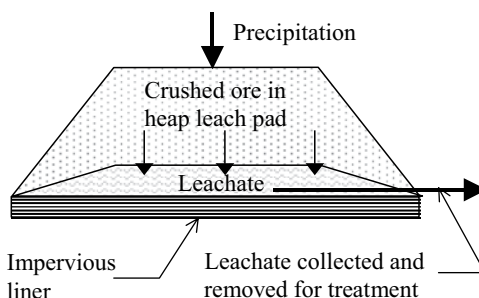 Precipitation
Crushed ore in
heap leach pad
Leachate
Impervious
liner
Leachate collected and
removed for treatment